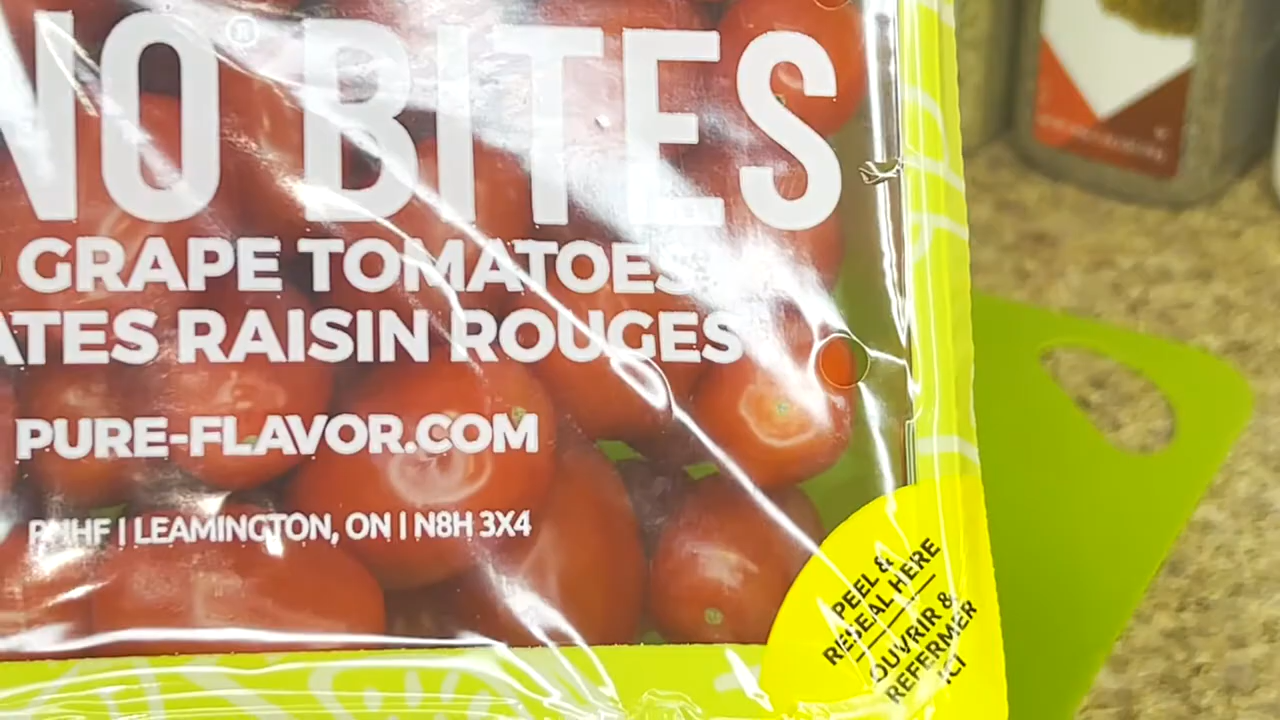 NO® BITES
GRAPE TOMATOES
ATES RAISIN ROUGES
PURE-FLAVOR.COM
| LEAMINGTON, ON | N8H 3X4
PEEL &
RESEAL HERE
OUVRIR &
REFERMER
ICI